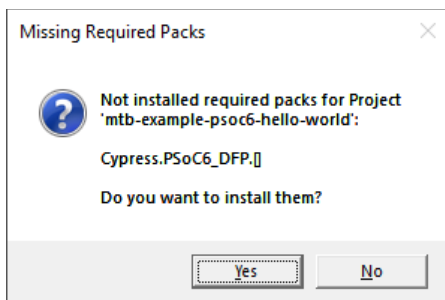 Missing Required Packs
Not installed required packs for Project
'mtb-example-psoc6-hello-world':
Cypress.PSoC6_DFP.[]
Do you want to install them?
Yes
No